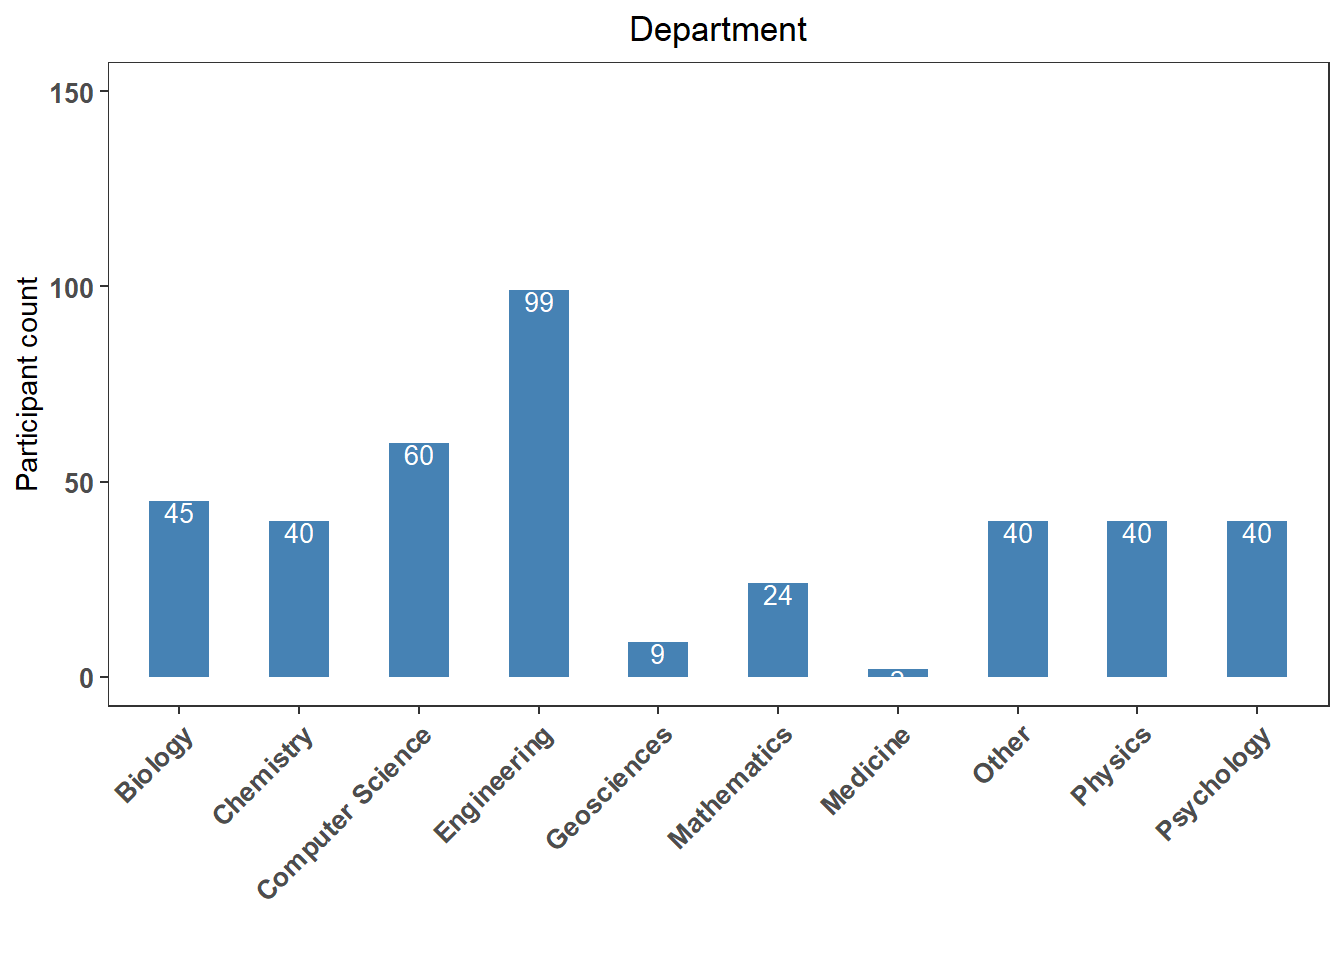 Department
Participant count
150
100
50
0
45
40
60
99
9
24
2
40
40
40
Biology
Chemistry
Computer Science
Engineering
Geosciences
Mathematics
Medicine
Other
Physics
Psychology